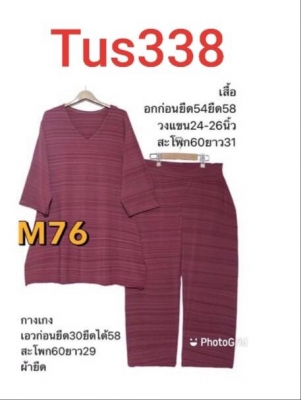 Tus338
เสื้อ
อกก่อนยืด54ยืด58
วงแขน24-26นิ้ว
สะโพก60ยาว31
M76
กางเกง
เอวก่อนยืด30ยืดได้58
สะโพก60ยาว29
ผ้ายืด
PhotoGrid